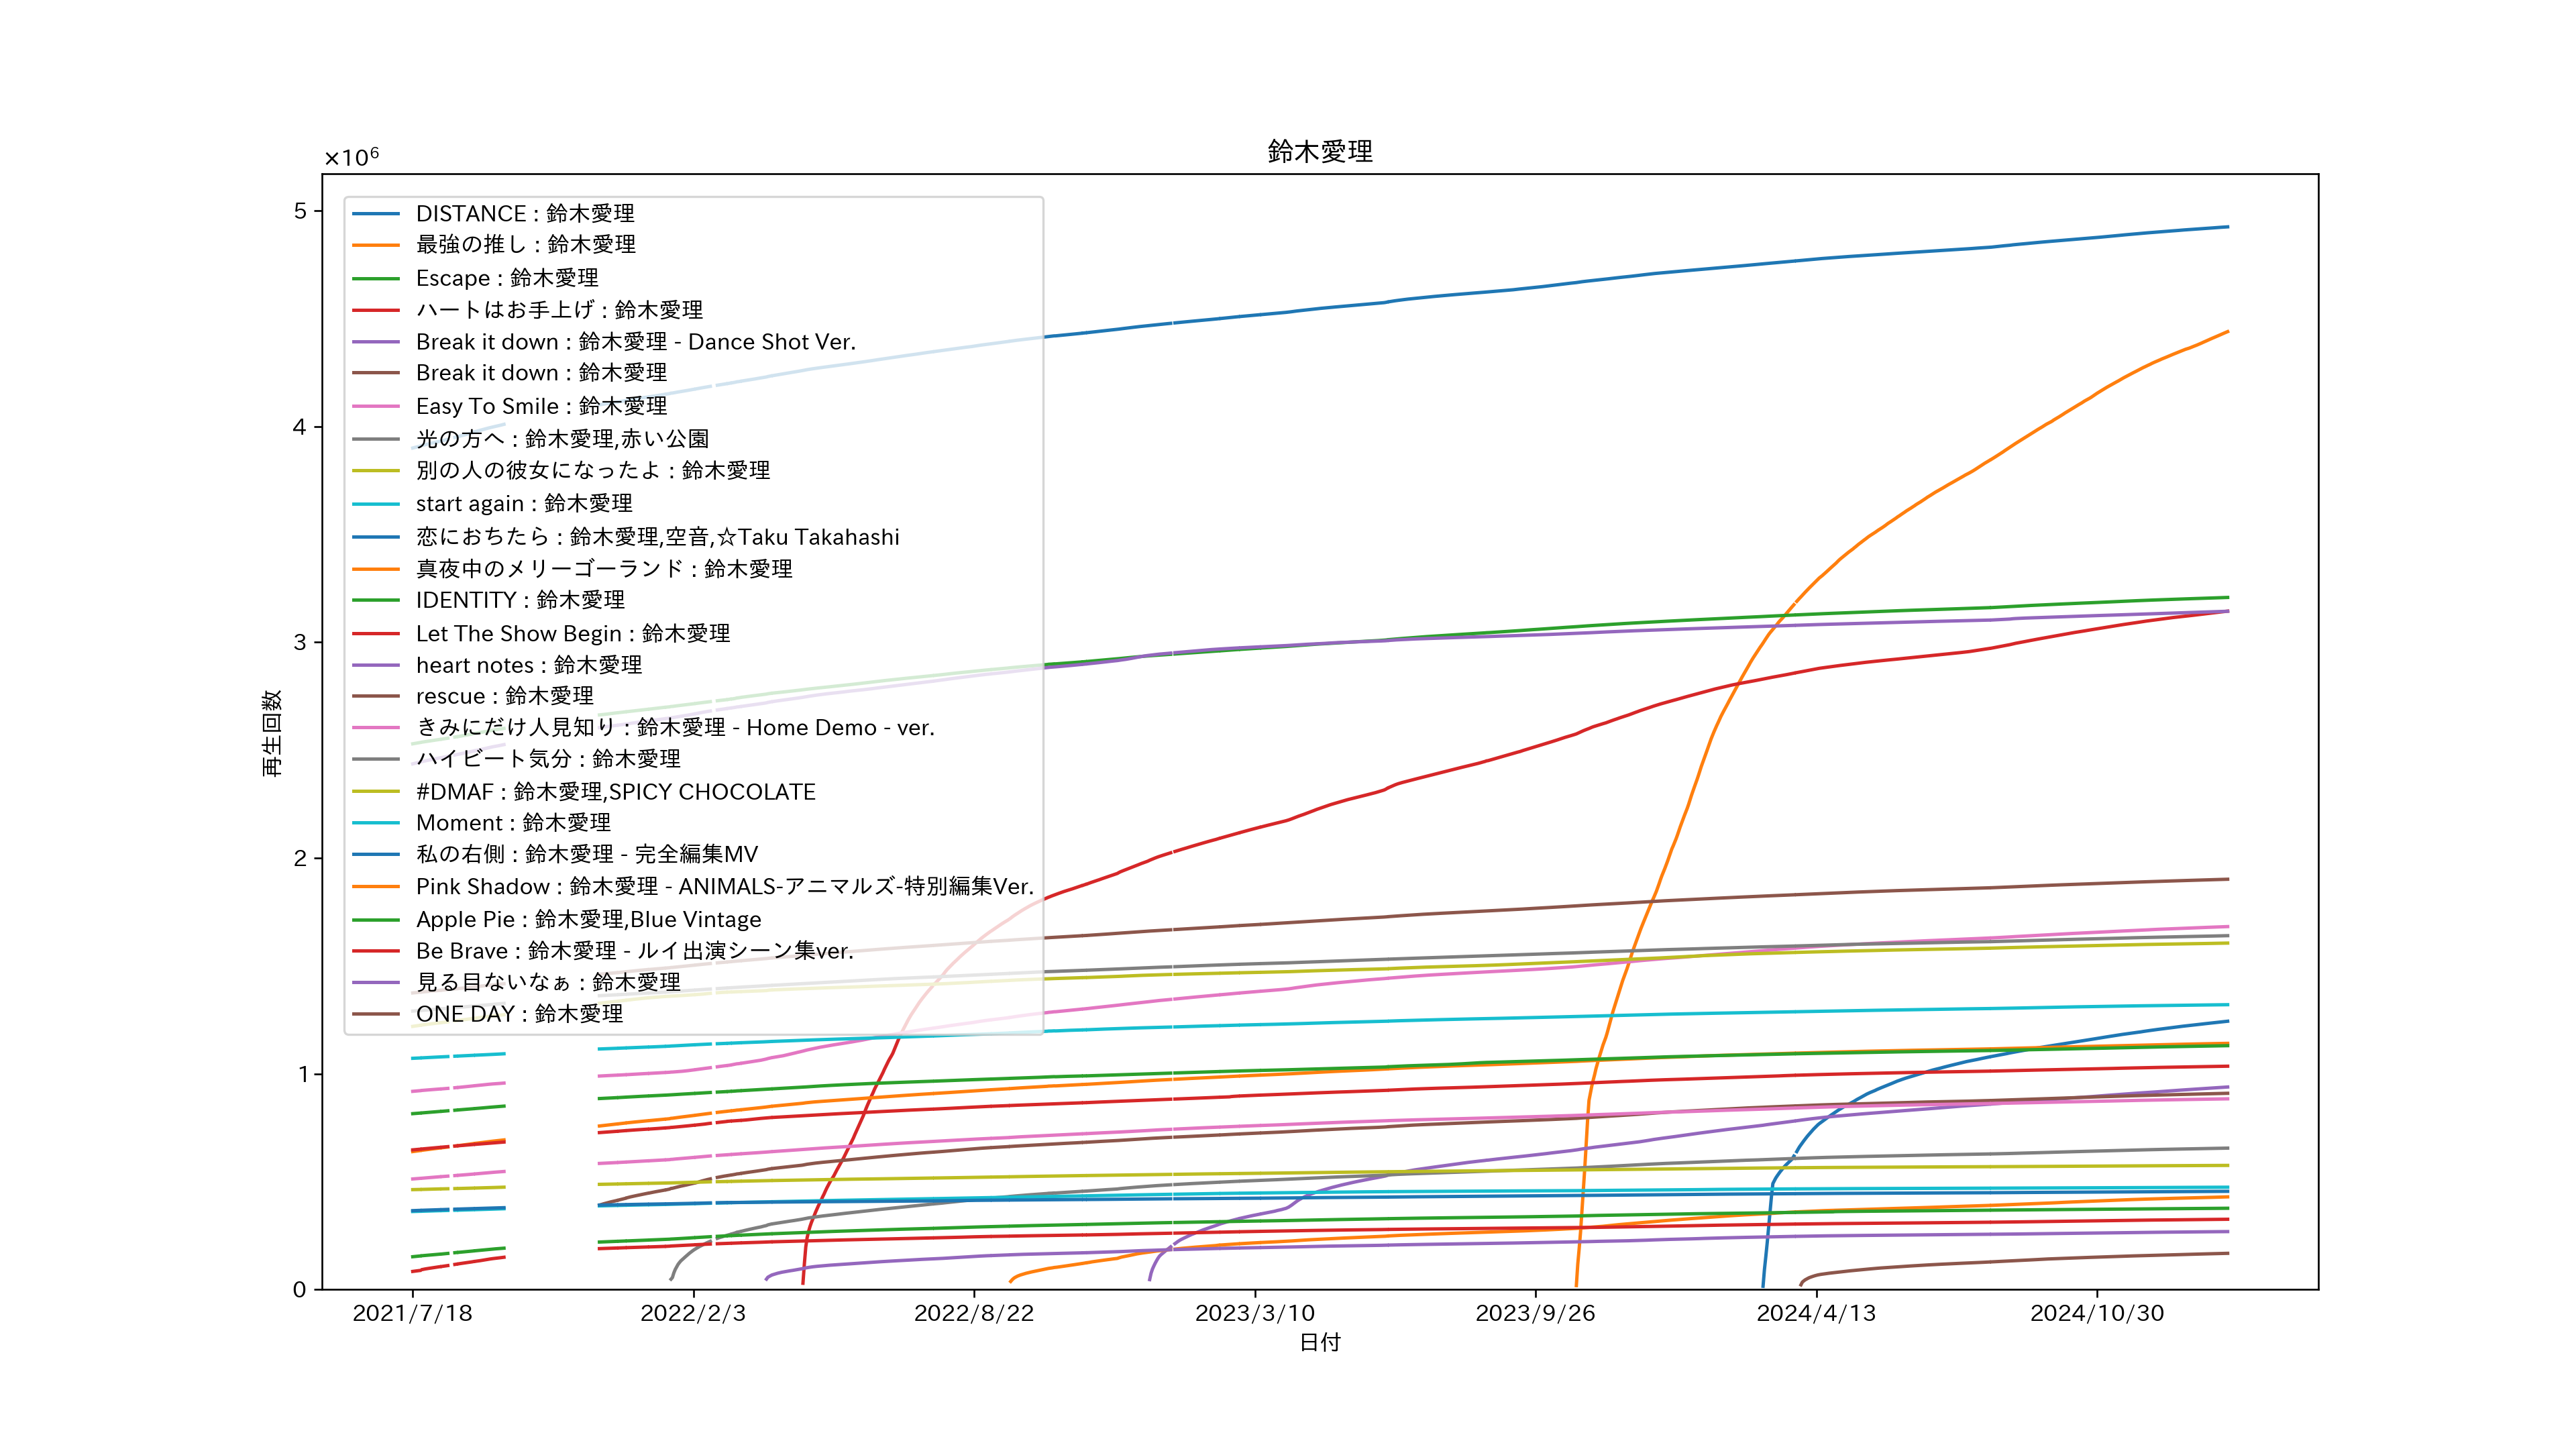 鈴木愛理
×10⁶
5
4
3
2
1
0
再生回数
DISTANCE : 鈴木愛理
最強の推し : 鈴木愛理
Escape : 鈴木愛理
ハートはお手上げ : 鈴木愛理
Break it down : 鈴木愛理 - Dance Shot Ver.
Break it down : 鈴木愛理
Easy To Smile : 鈴木愛理
光の方へ : 鈴木愛理,赤い公園
別の人の彼女になったよ : 鈴木愛理
start again : 鈴木愛理
恋におちたら : 鈴木愛理,空音,☆Taku Takahashi
真夜中のメリーゴーランド : 鈴木愛理
IDENTITY : 鈴木愛理
Let The Show Begin : 鈴木愛理
heart notes : 鈴木愛理
rescue : 鈴木愛理
きみにだけ人見知り : 鈴木愛理 - Home Demo - ver.
ハイビート気分 : 鈴木愛理
#DMAF : 鈴木愛理,SPICY CHOCOLATE
Moment : 鈴木愛理
私の右側 : 鈴木愛理 - 完全編集MV
Pink Shadow : 鈴木愛理 - ANIMALS-アニマルズ-特別編集Ver.
Apple Pie : 鈴木愛理,Blue Vintage
Be Brave : 鈴木愛理 - ルイ出演シーン集ver.
見る目ないなぁ : 鈴木愛理
ONE DAY : 鈴木愛理
2021/7/18
2022/2/3
2022/8/22
2023/3/10
2023/9/26
2024/4/13
2024/10/30
日付